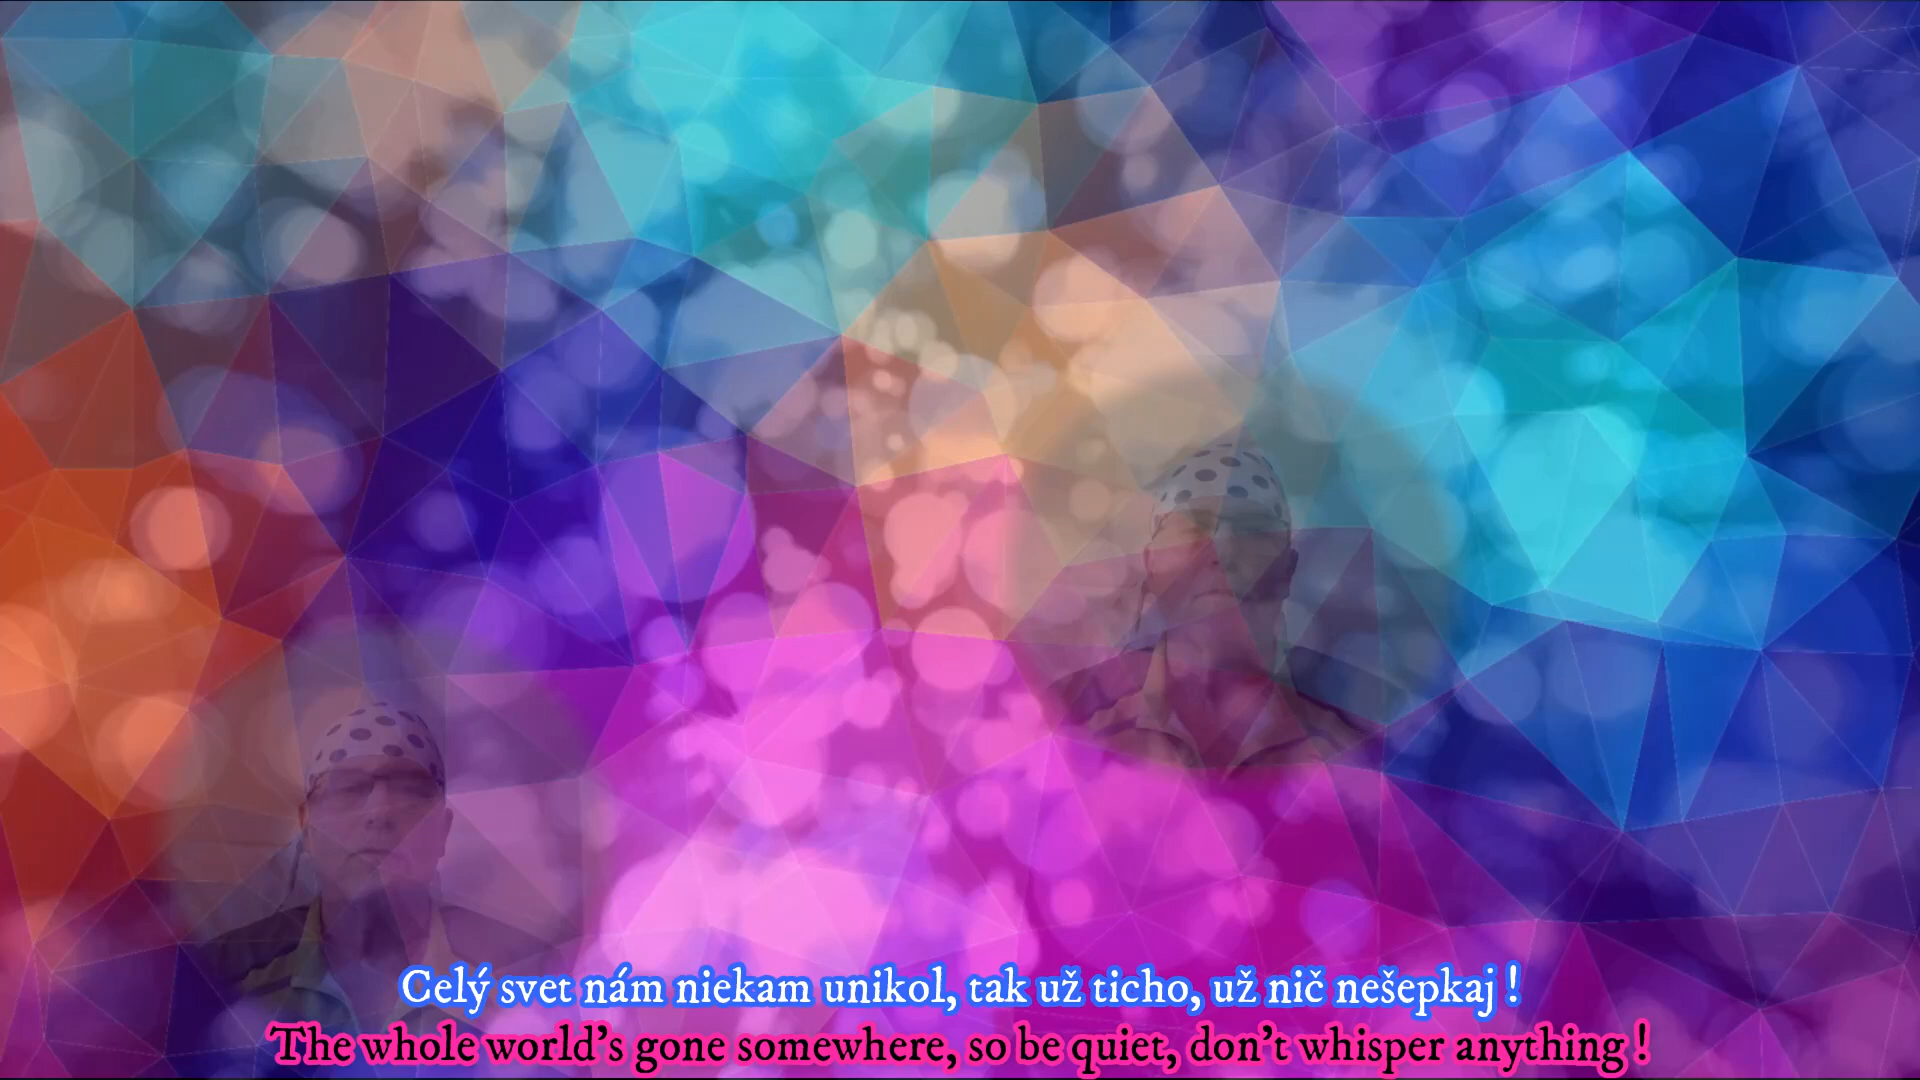 Celý svet nám niekam unikol, tak už ticho, už nič nešepkaj !
The whole world's gone somewhere, so be quiet, don't whisper anything !